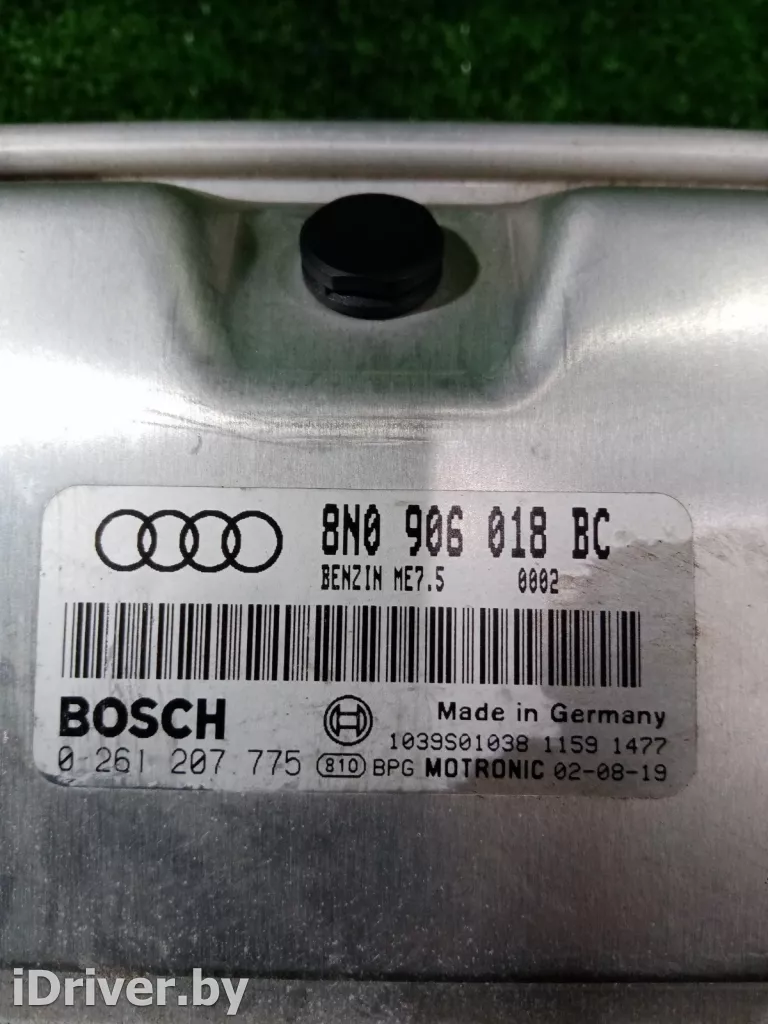 8N0 906 018 BC
BENZIN ME7.5 0002
BOSCH
Made in Germany
1039S01038 1159 1477
0 261 207 775 810 BPG MOTRONIC 02-08-19
iDriver.by